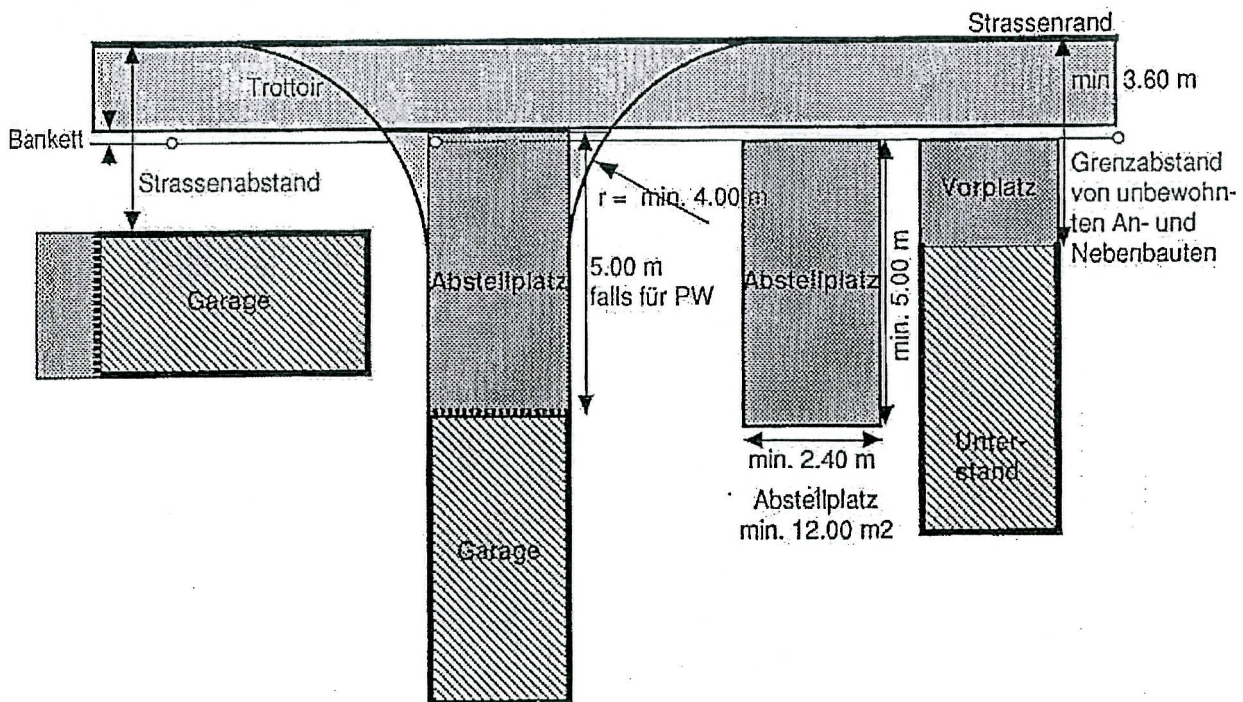 Strassenrand
Trottoir
min 3.60 m
Bankett
Strassenabstand
Grenzabstand
von unbewohn-
ten An- und
Nebenbauten
Vorplatz
r = min. 4.00 m
Garage
Abstellplatz
5.00 m
falls für PW
Abstellplatz
min. 5.00 m
min. 2.40 m
Abstellplatz
min. 12.00 m2
Unter-
stand
Garage